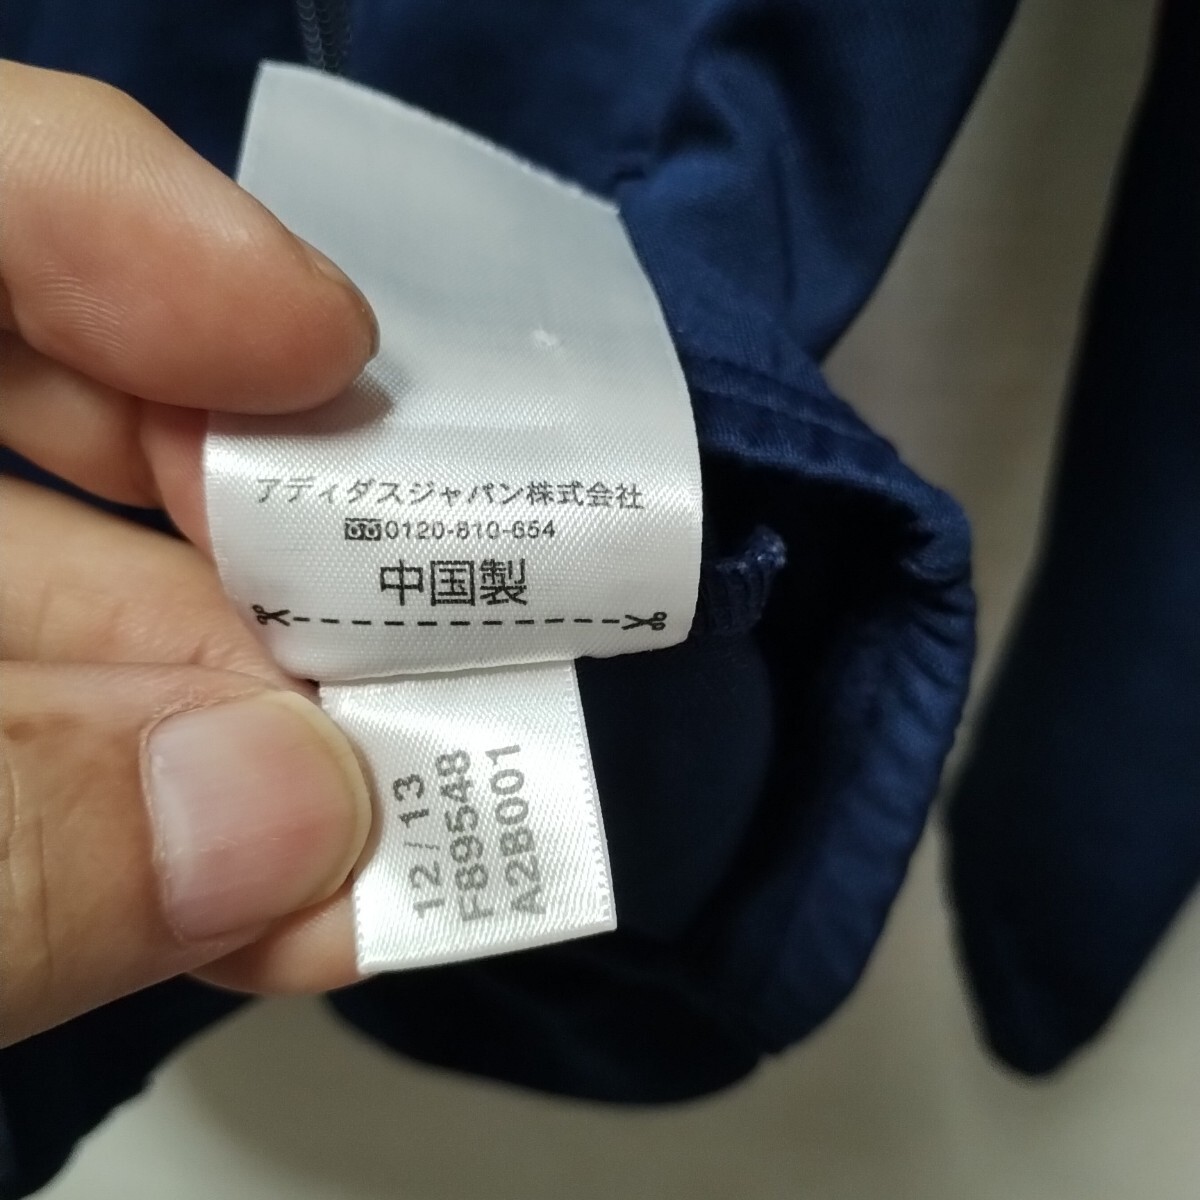 アディダスジャパン株式会社
0120-810-654
中国製
12/13
F89548
A2B001